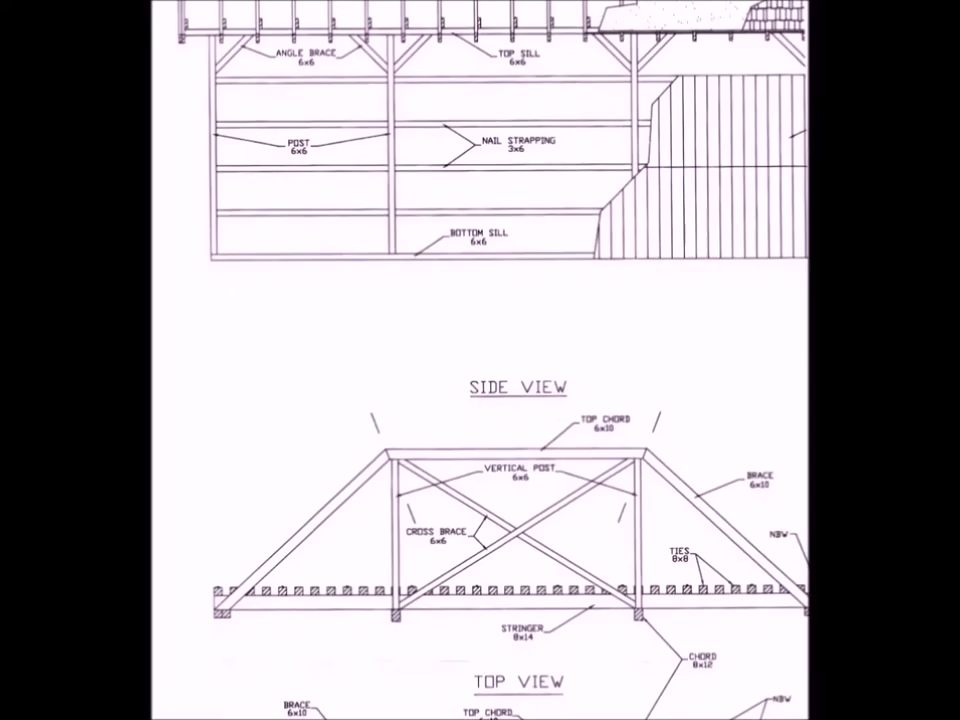 ANGLE BRACE
6x6
TOP SILL
6x6
POST
6x6
NAIL STRAPPING
3x6
BOTTOM SILL
6x6
SIDE VIEW
TOP CHORD
6x10
VERTICAL POST
6x6
BRACE
6x10
CROSS BRACE
6x6
NBW
TIES
8x8
STRINGER
8x14
CHORD
8x12
TOP VIEW
BRACE
6x10
TOP CHORD
NBW